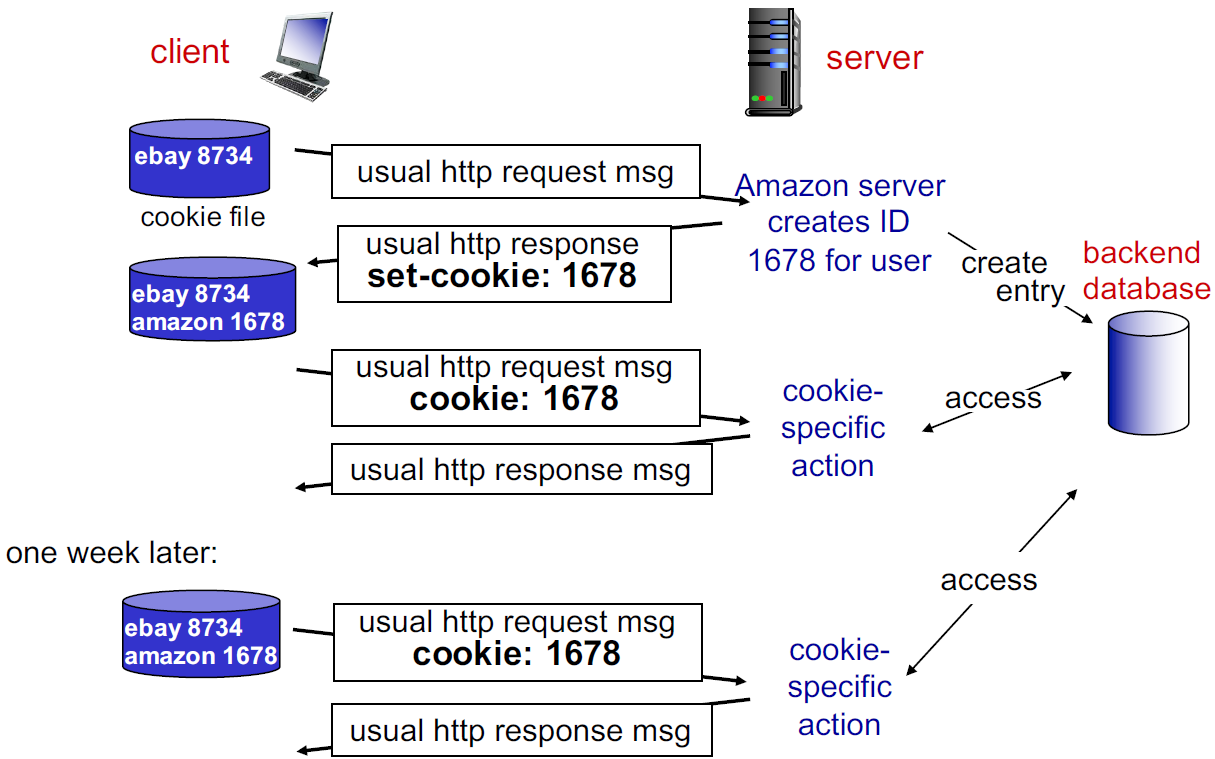 client
server
ebay 8734
cookie file
usual http request msg
Amazon server
creates ID
1678 for user
usual http response
set-cookie: 1678
create
entry
backend
database
ebay 8734
amazon 1678
usual http request msg
cookie: 1678
cookie-
specific
action
access
usual http response msg
one week later:
access
ebay 8734
amazon 1678
usual http request msg
cookie: 1678
cookie-
specific
action
usual http response msg